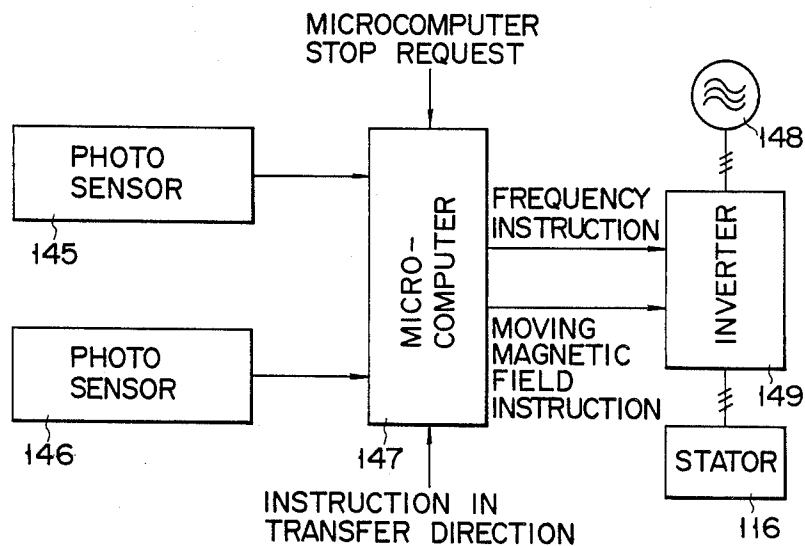 MICROCOMPUTER
STOP REQUEST
148
PHOTO
SENSOR
145
MICRO-
COMPUTER
FREQUENCY
INSTRUCTION
INVERTER
PHOTO
SENSOR
146
MOVING
MAGNETIC
FIELD
INSTRUCTION
149
147
STATOR
116
INSTRUCTION IN
TRANSFER DIRECTION